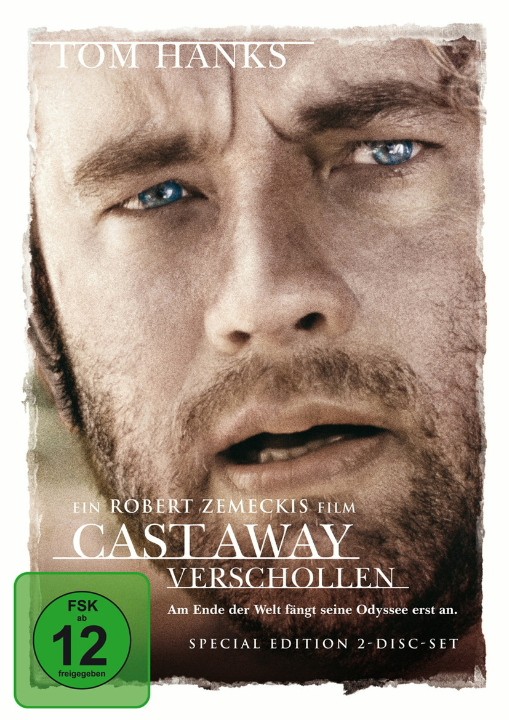 TOM HANKS
EIN ROBERT ZEMECKIS FILM
CAST AWAY
VERSCHOLLEN
Am Ende der Welt fängt seine Odyssee erst an.
SPECIAL EDITION 2-DISC-SET
FSK
ab
12
freigegeben